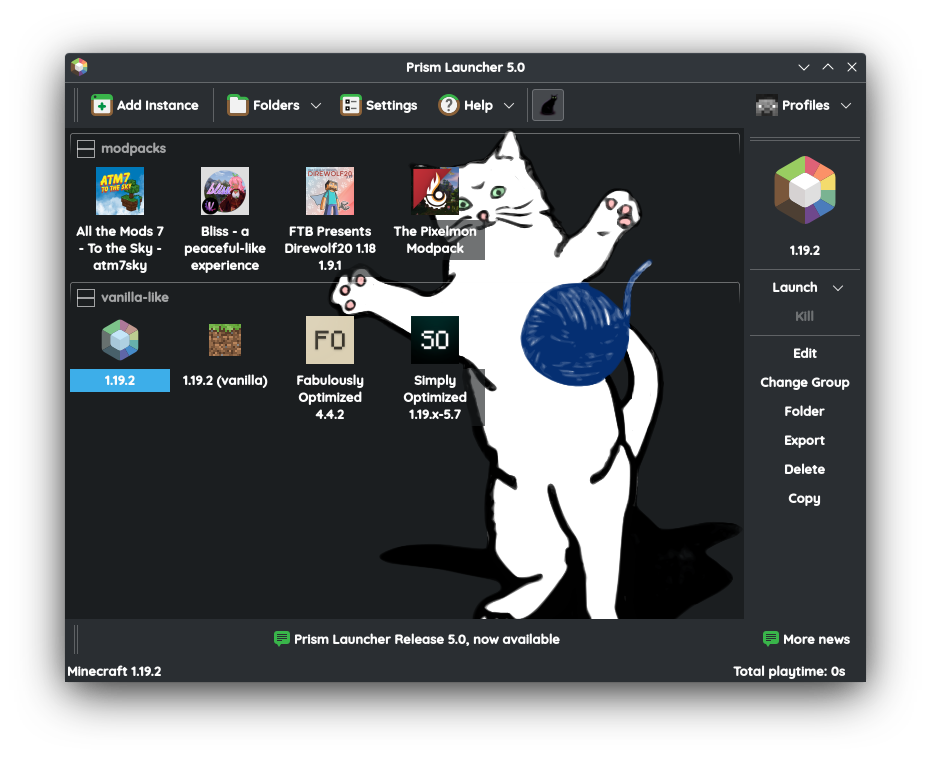 Prism Launcher 5.0
Add Instance Folders Settings Help Profiles
modpacks
ATM7
TO THE SKY
bliss
DIREWOLF20
All the Mods 7
- To the Sky -
atm7sky
Bliss - a
peaceful-like
experience
FTB Presents
Direwolf20 1.18
1.9.1
The Pixelmon
Modpack
vanilla-like
FO
SO
1.19.2
1.19.2 (vanilla)
Fabulously
Optimized
4.4.2
Simply
Optimized
1.19.x-5.7
1.19.2
Launch
Kill
Edit
Change Group
Folder
Export
Delete
Copy
Prism Launcher Release 5.0, now available
More news
Minecraft 1.19.2
Total playtime: 0s